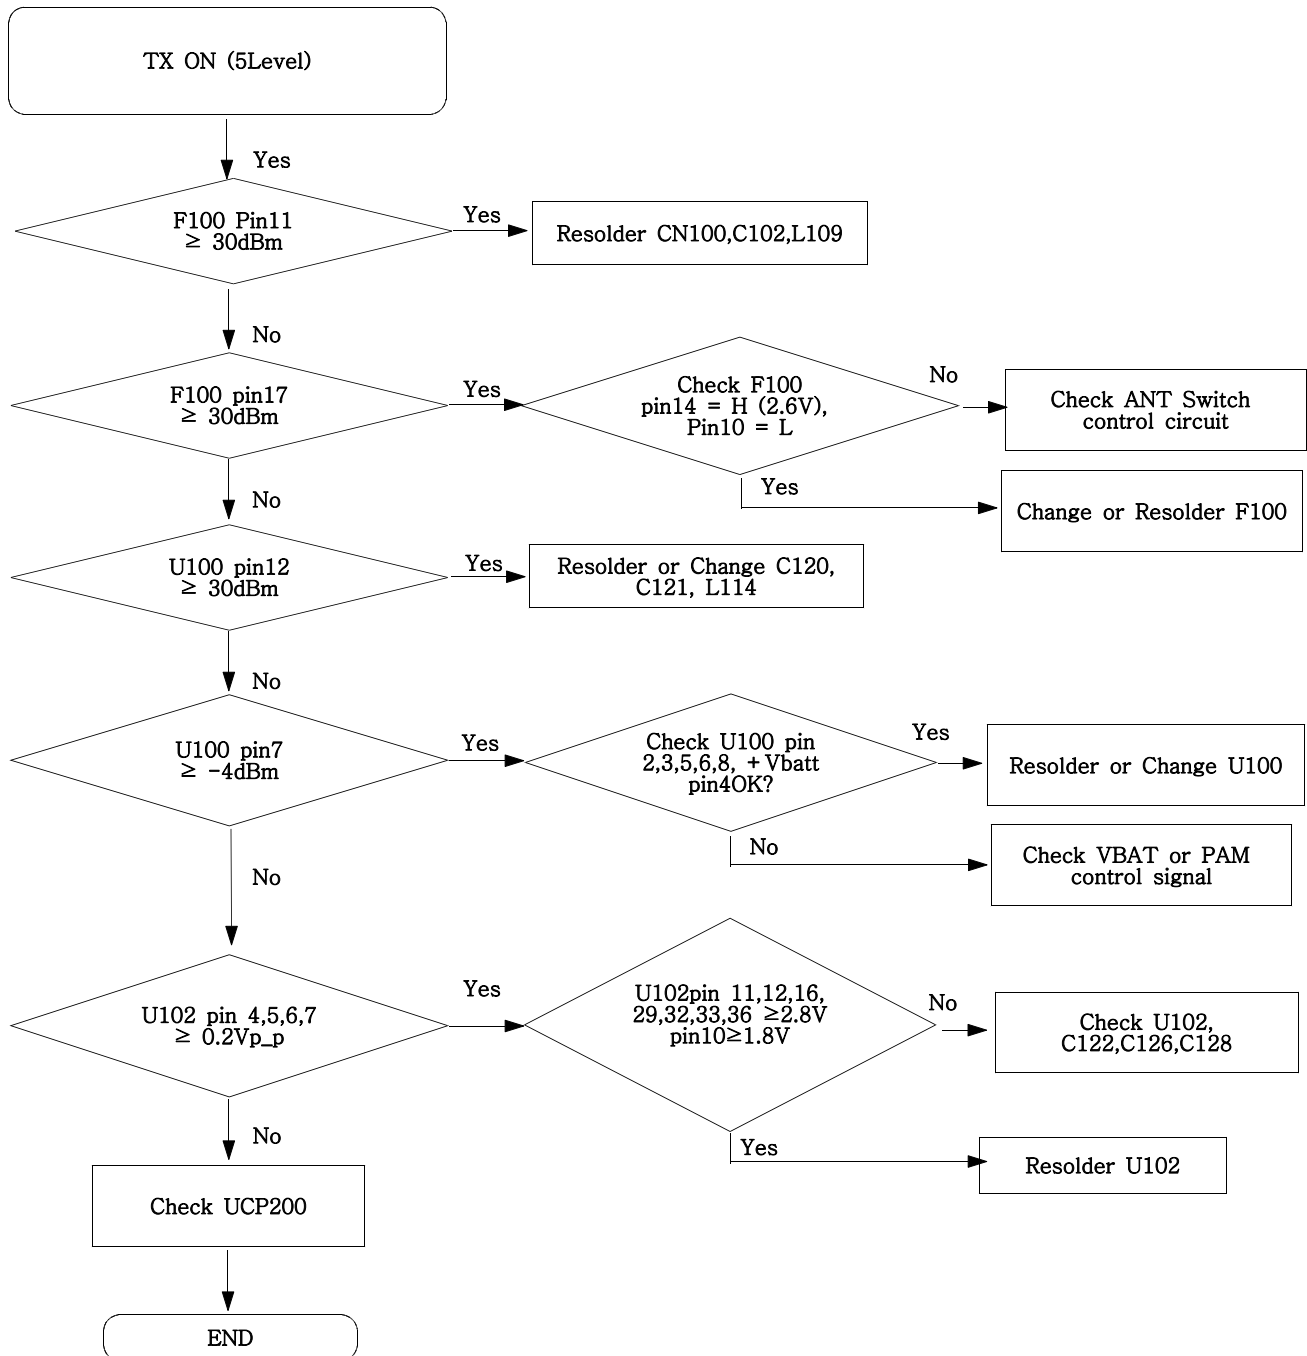 TX ON (5Level)
Yes
F100 Pin11
≥ 30dBm
Yes
Resolder CN100,C102,L109
No
F100 pin17
≥ 30dBm
Yes
Check F100
pin14 = H (2.6V),
Pin10 = L
No
Check ANT Switch
control circuit
Yes
Change or Resolder F100
No
U100 pin12
≥ 30dBm
Yes
Resolder or Change C120,
C121, L114
No
U100 pin7
≥ -4dBm
Yes
Check U100 pin
2,3,5,6,8, +Vbatt
pin4OK?
Yes
Resolder or Change U100
No
Check VBAT or PAM
control signal
No
U102 pin 4,5,6,7
≥ 0.2Vp_p
Yes
U102pin 11,12,16,
29,32,33,36 ≥2.8V
pin10≥1.8V
No
Check U102,
C122,C126,C128
Yes
Resolder U102
No
Check UCP200
END